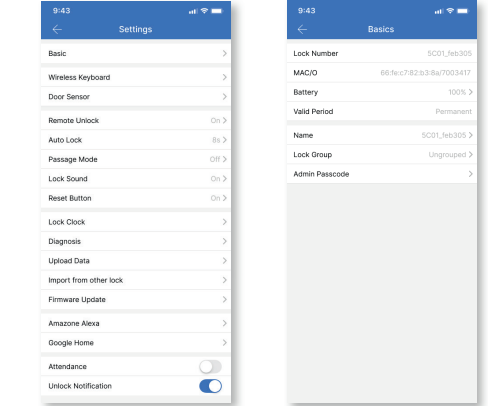 9:43
Settings
Basic
Wireless Keyboard
Door Sensor
Remote Unlock On
Auto Lock 8s
Passage Mode Off
Lock Sound On
Reset Button On
Lock Clock
Diagnosis
Upload Data
Import from other lock
Firmware Update
Amazone Alexa
Google Home
Attendance
Unlock Notification
9:43
Basics
Lock Number SC01_feb305
MAC/O 66:fe:c7:82:b3:8a/7003417
Battery 100%
Valid Period Permanent
Name SC01_feb305
Lock Group Ungrouped
Admin Passcode